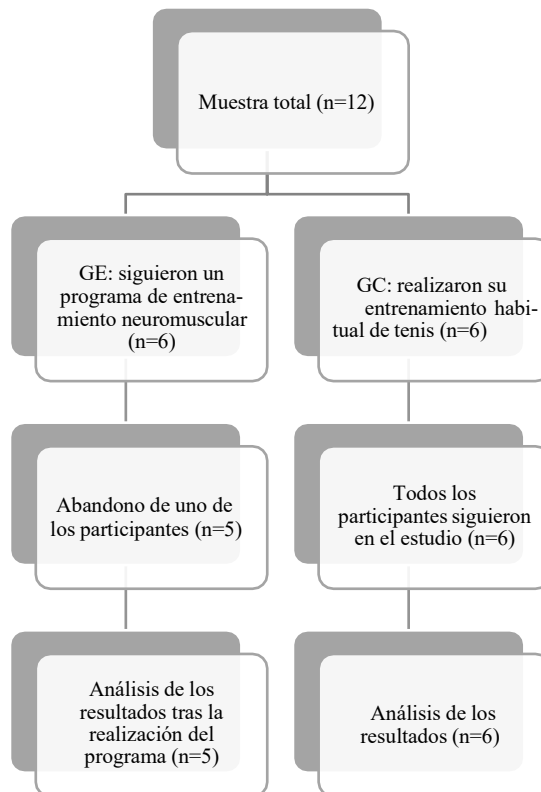 Muestra total (n=12)
GE: siguieron un
programa de entrena-
miento neuromuscular
(n=6)
GC: realizaron su
entrenamiento habi-
tual de tenis (n=6)
Abandono de uno de
los participantes (n=5)
Todos los
participantes siguieron
en el estudio (n=6)
Análisis de los
resultados tras la
realización del
programa (n=5)
Análisis de los
resultados (n=6)